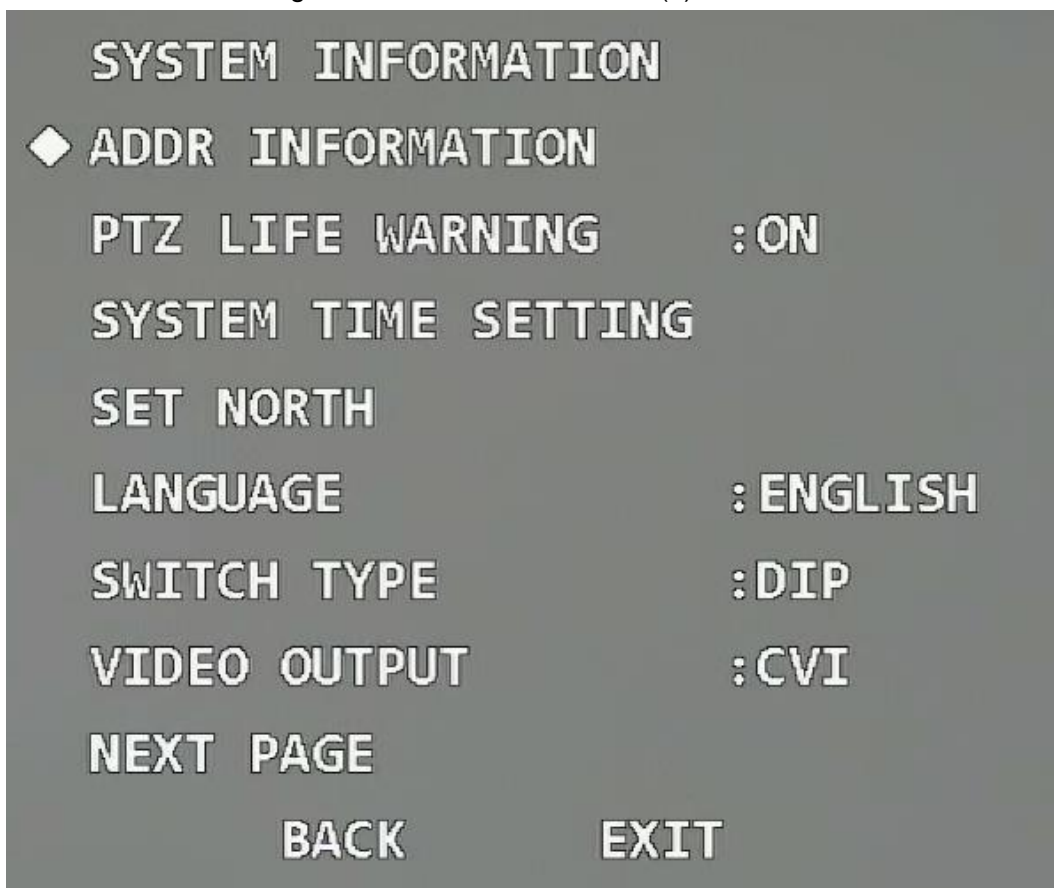 SYSTEM INFORMATION
ADDR INFORMATION
PTZ LIFE WARNING :ON
SYSTEM TIME SETTING
SET NORTH
LANGUAGE :ENGLISH
SWITCH TYPE :DIP
VIDEO OUTPUT :CVI
NEXT PAGE
BACK EXIT